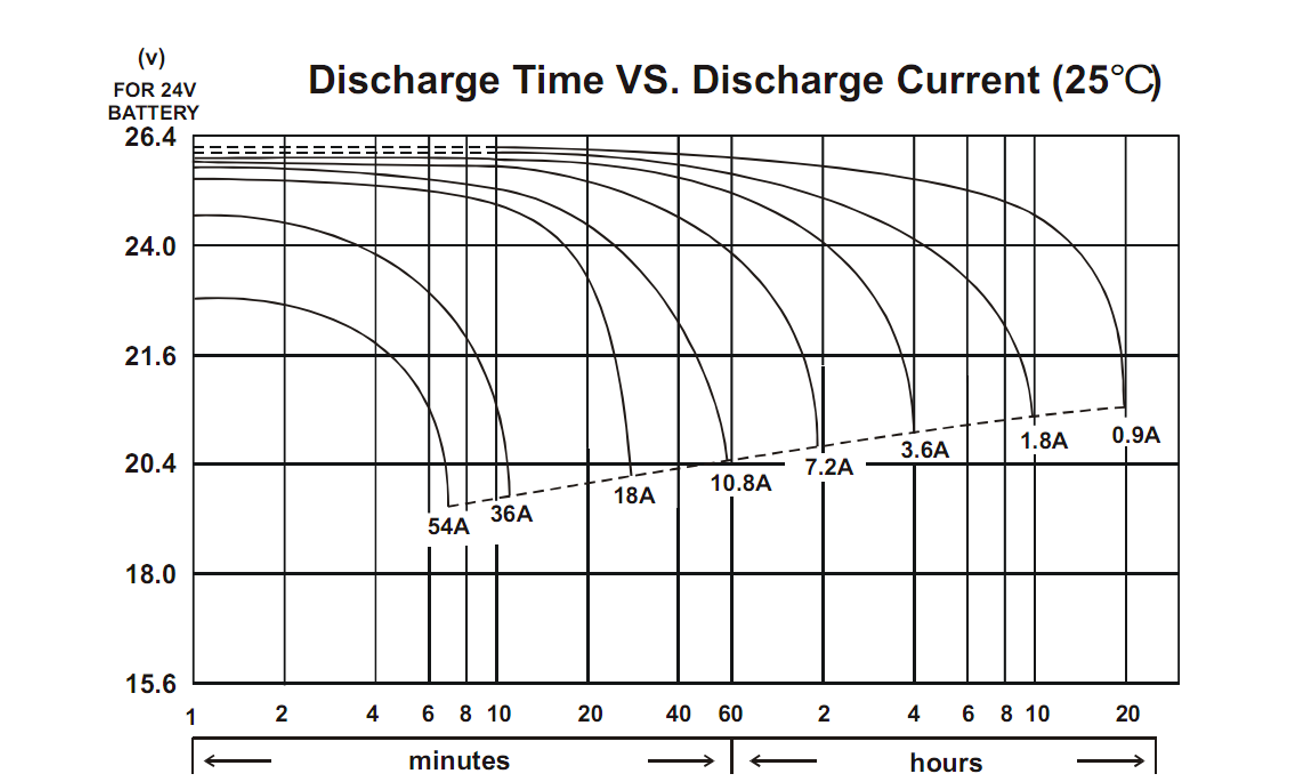 (v)
FOR 24V
BATTERY
Discharge Time VS. Discharge Current (25℃)
26.4
24.0
21.6
20.4
18.0
15.6
54A
36A
18A
10.8A
7.2A
3.6A
1.8A
0.9A
1 2 4 6 8 10 20 40 60 2 4 6 8 10 20
minutes hours